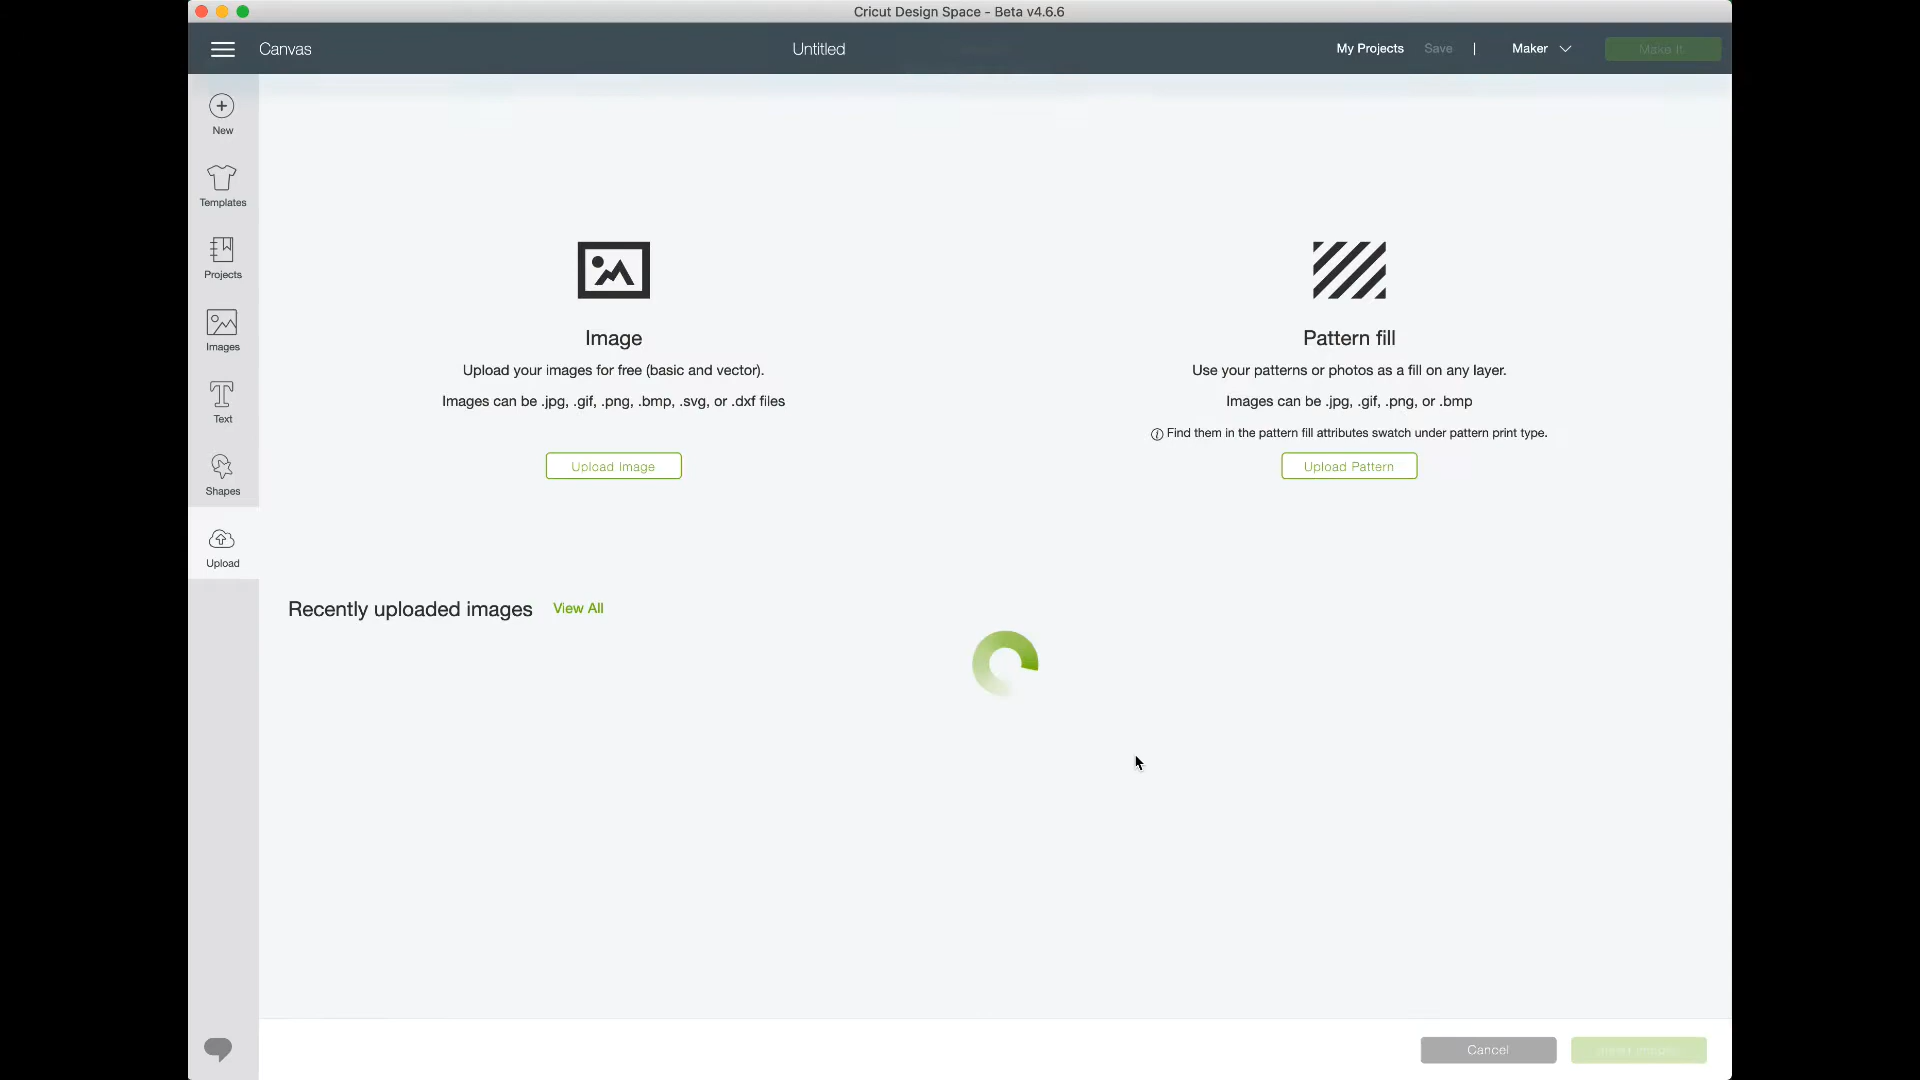 Cricut Design Space - Beta v4.6.6
Canvas
Untitled
My Projects
Save
|
Maker
Make It
New
Templates
Projects
Images
Text
Shapes
Upload
Image
Upload your images for free (basic and vector).
Images can be .jpg, .gif, .png, .bmp, .svg, or .dxf files
Upload Image
Pattern fill
Use your patterns or photos as a fill on any layer.
Images can be .jpg, .gif, .png, or .bmp
Find them in the pattern fill attributes swatch under pattern print type.
Upload Pattern
Recently uploaded images
View All
Cancel